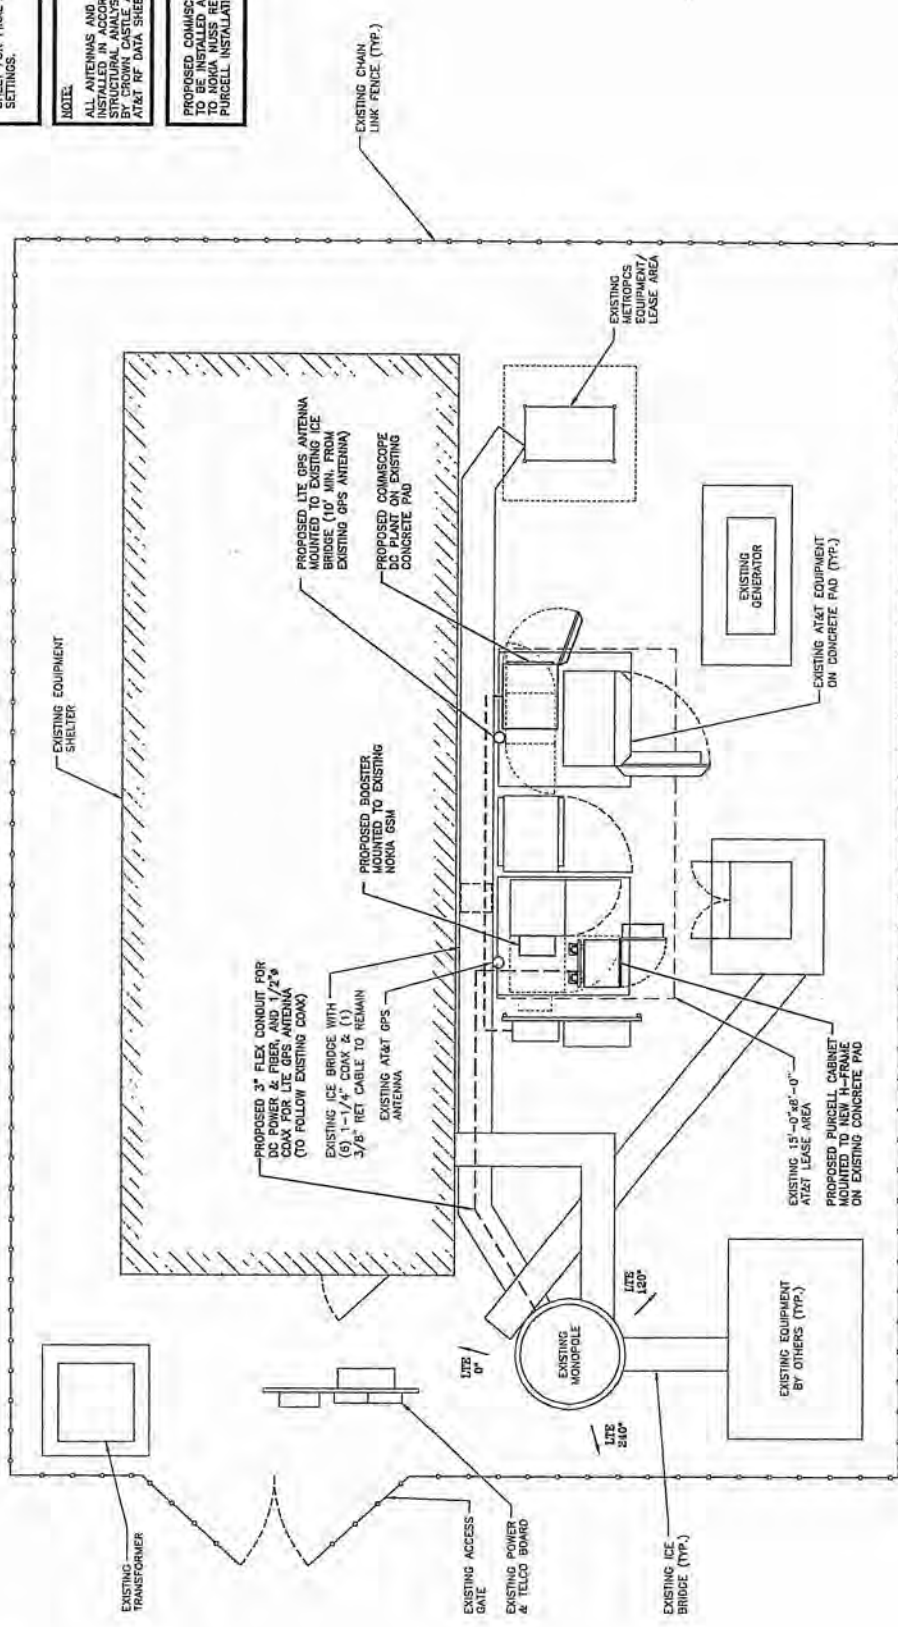 SETTINGS.
NOTE:
ALL ANTENNAS AND
INSTALLED IN ACCOR
STRUCTURAL ANALYS
BY CROWN CASTLE A
AT&T RF DATA SHEE
PROPOSED COMMSC
TO BE INSTALLED A
TO NOKIA NUSS RE
PURCELL INSTALLATI
EXISTING CHAIN
LINK FENCE (TYP.)
EXISTING EQUIPMENT
SHELTER
PROPOSED LTE GPS ANTENNA
MOUNTED TO EXISTING ICE
BRIDGE (10' MIN. FROM
EXISTING GPS ANTENNA)
PROPOSED COMMSCOPE
DC PLANT ON EXISTING
CONCRETE PAD
EXISTING
METROPCS
EQUIPMENT/
LEASE AREA
PROPOSED BOOSTER
MOUNTED TO EXISTING
NOKIA GSM
PROPOSED 3" FLEX CONDUIT FOR
DC POWER & FIBER, AND 1/2"ø
COAX FOR LTE GPS ANTENNA
(TO FOLLOW EXISTING COAX)
EXISTING ICE BRIDGE WITH
(6) 1-1/4" COAX & (1)
3/8" RET CABLE TO REMAIN
EXISTING AT&T GPS
ANTENNA
EXISTING
GENERATOR
EXISTING AT&T EQUIPMENT
ON CONCRETE PAD (TYP.)
EXISTING 15'-0"x8'-0"
AT&T LEASE AREA
PROPOSED PURCELL CABINET
MOUNTED TO NEW H-FRAME
ON EXISTING CONCRETE PAD
LTE
0°
LTE
120°
LTE
240°
EXISTING
MONOPOLE
EXISTING EQUIPMENT
BY OTHERS (TYP.)
EXISTING
TRANSFORMER
EXISTING ACCESS
GATE
EXISTING POWER
& TELCO BOARD
EXISTING ICE
BRIDGE (TYP.)